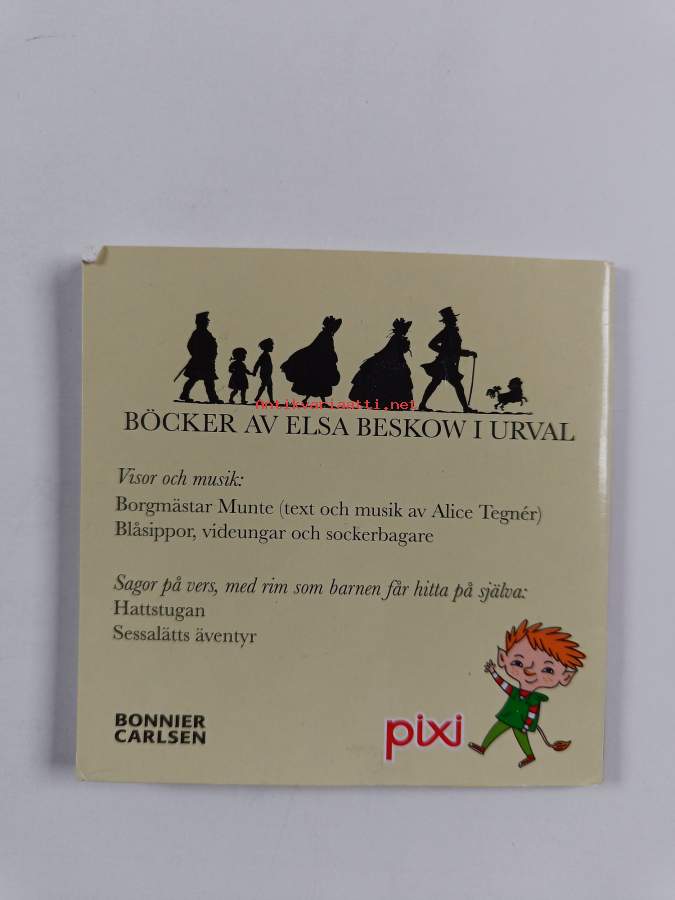 Antikvariaatti.net
BÖCKER AV ELSA BESKOW I URVAL
Visor och musik:
Borgmästar Munte (text och musik av Alice Tegnér)
Blåsippor, videungar och sockerbagare
Sagor på vers, med rim som barnen får hitta på själva:
Hattstugan
Sessalätts äventyr
BONNIER
CARLSEN
pixi